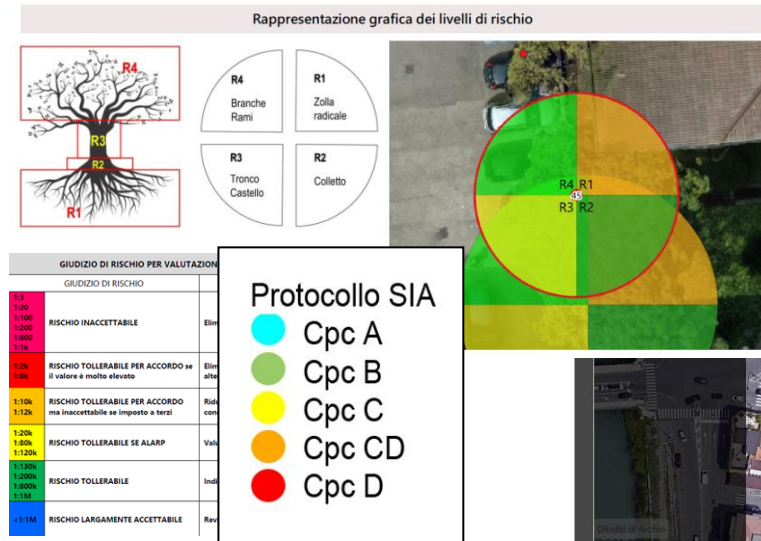 Rappresentazione grafica dei livelli di rischio
R4
R3
R2
R1
R4
Branche
Rami
R1
Zolla
radicale
R3
Tronco
Castello
R2
Colletto
R4 R1
45
R3 R2
GIUDIZIO DI RISCHIO PER VALUTAZION
GIUDIZIO DI RISCHIO
1:3
1:20
1:100
1:200
1:800
1:1k
RISCHIO INACCETTABILE
Elim
1:2k
1:8k
RISCHIO TOLLERABILE PER ACCORDO se
il valore è molto elevato
Elim
alte
1:10k
1:12k
RISCHIO TOLLERABILE PER ACCORDO
ma inaccettabile se imposto a terzi
Ridu
con
1:20k
1:80k
1:120k
RISCHIO TOLLERABILE SE ALARP
Valu
1:130k
1:200k
1:800k
1:1M
RISCHIO TOLLERABILE
Indi
<1:1M
RISCHIO LARGAMENTE ACCETTABILE
Rev
Protocollo SIA
Cpc A
Cpc B
Cpc C
Cpc CD
Cpc D
Giudizi di rischio